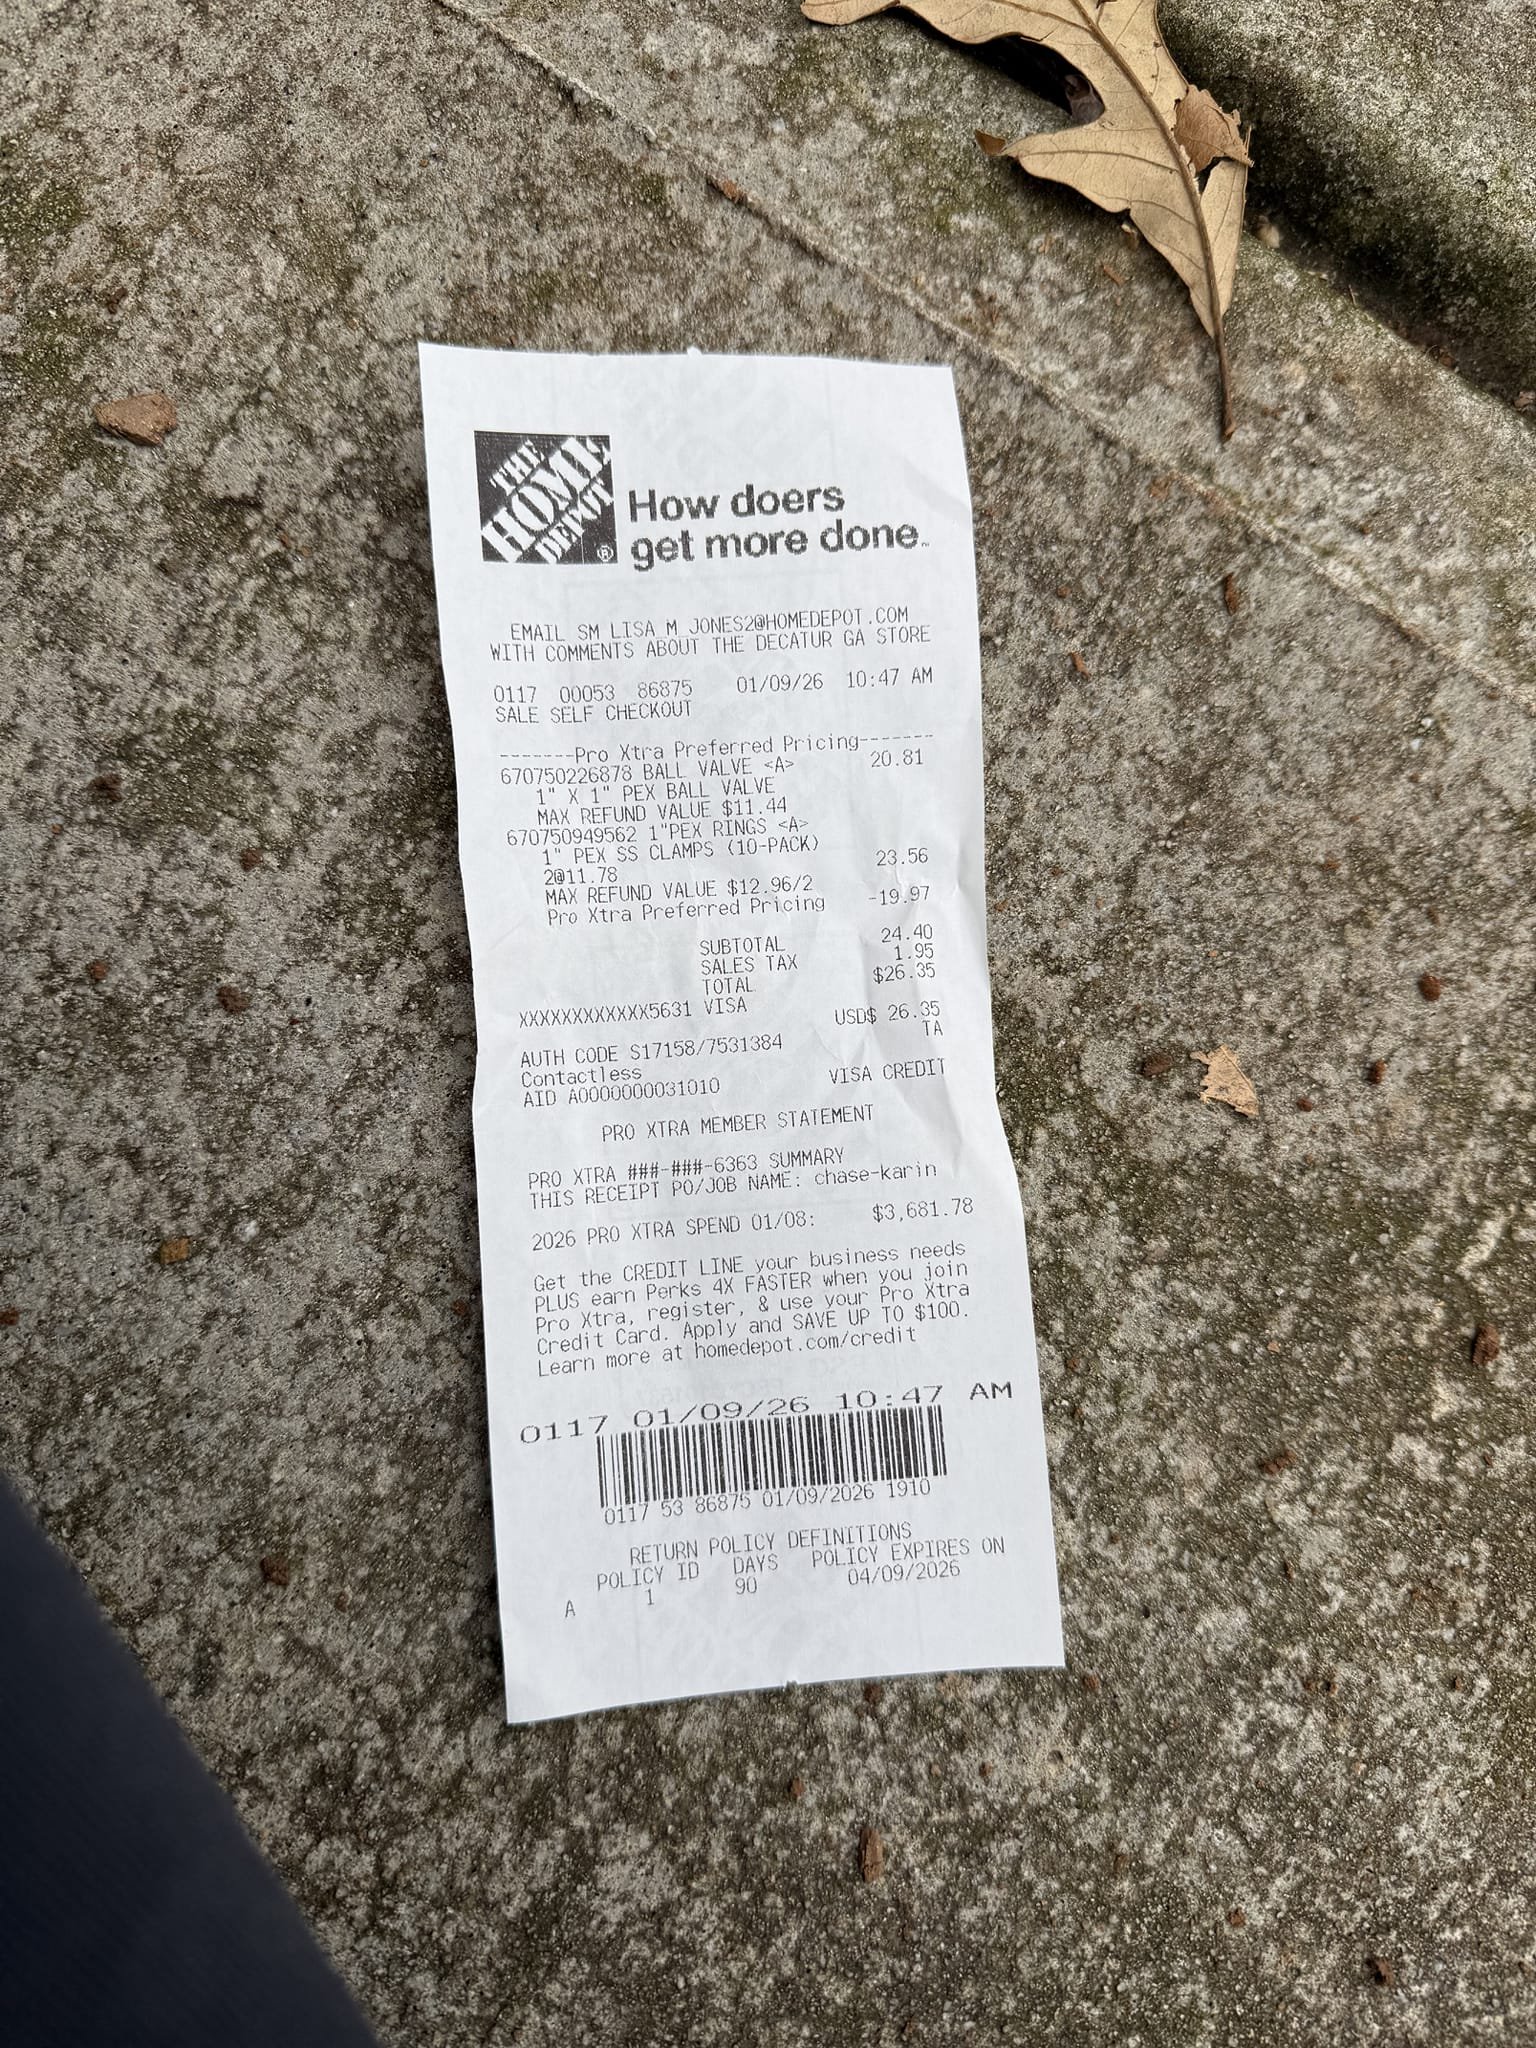 THE
HOME
DEPOT
®
How doers
get more done™
EMAIL SM LISA_M_JONES2@HOMEDEPOT.COM
WITH COMMENTS ABOUT THE DECATUR GA STORE
0117 00053 86875 01/09/26 10:47 AM
SALE SELF CHECKOUT
-------Pro Xtra Preferred Pricing-------
670750226878 BALL VALVE <A> 20.81
1" X 1" PEX BALL VALVE
MAX REFUND VALUE $11.44
670750949562 1"PEX RINGS <A>
1" PEX SS CLAMPS (10-PACK)
2@11.78 23.56
MAX REFUND VALUE $12.96/2
Pro Xtra Preferred Pricing -19.97
SUBTOTAL 24.40
SALES TAX 1.95
TOTAL $26.35
XXXXXXXXXXXX5631 VISA
USD$ 26.35
AUTH CODE S17158/7531384 TA
Contactless
AID A0000000031010 VISA CREDIT
PRO XTRA MEMBER STATEMENT
PRO XTRA ###-###-6363 SUMMARY
THIS RECEIPT PO/JOB NAME: chase-karin
2026 PRO XTRA SPEND 01/08: $3,681.78
Get the CREDIT LINE your business needs
PLUS earn Perks 4X FASTER when you join
Pro Xtra, register, & use your Pro Xtra
Credit Card. Apply and SAVE UP TO $100.
Learn more at homedepot.com/credit
0117 01/09/26 10:47 AM
0117 53 86875 01/09/2026 1910
RETURN POLICY DEFINITIONS
POLICY ID DAYS POLICY EXPIRES ON
A 1 90 04/09/2026